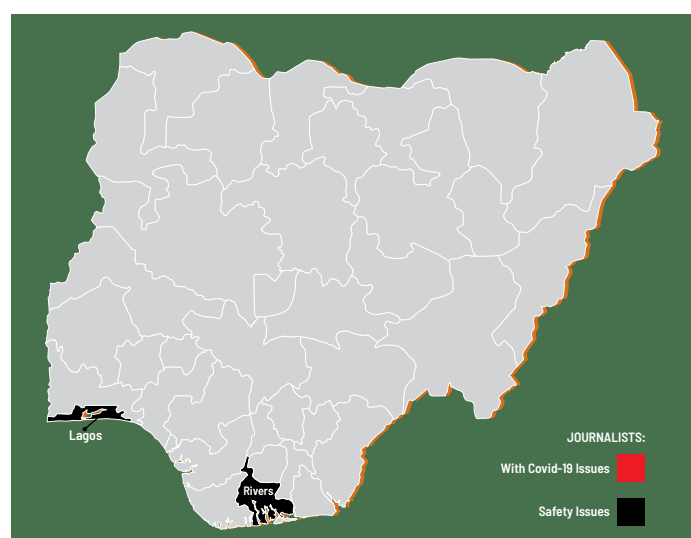 Lagos
Rivers
JOURNALISTS:
With Covid-19 Issues
Safety Issues